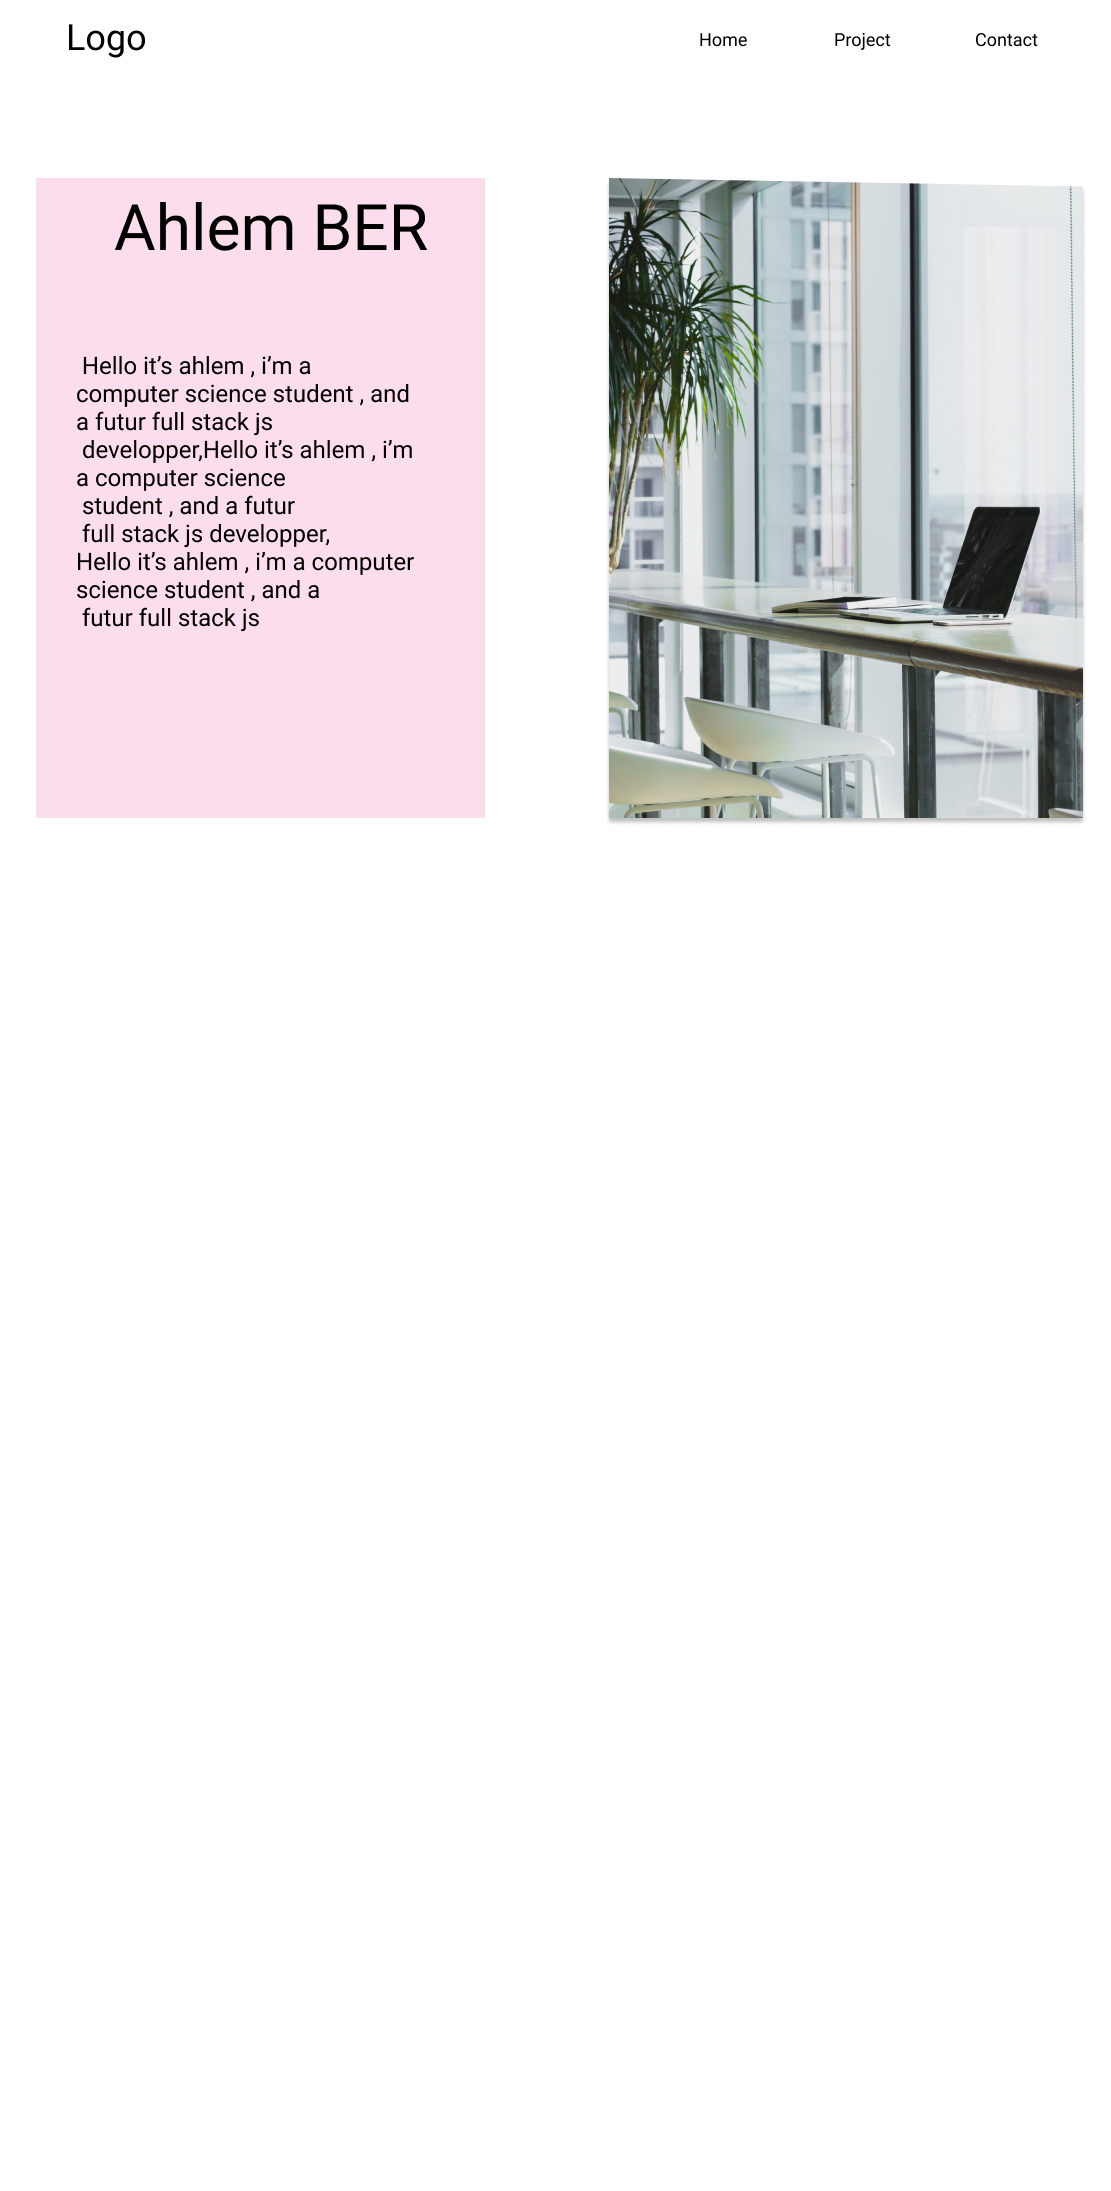 Logo
Home Project Contact
Ahlem BER
Hello it’s ahlem , i’m a
computer science student , and
a futur full stack js
developper,Hello it’s ahlem , i’m
a computer science
student , and a futur
full stack js developper,
Hello it’s ahlem , i’m a computer
science student , and a
futur full stack js